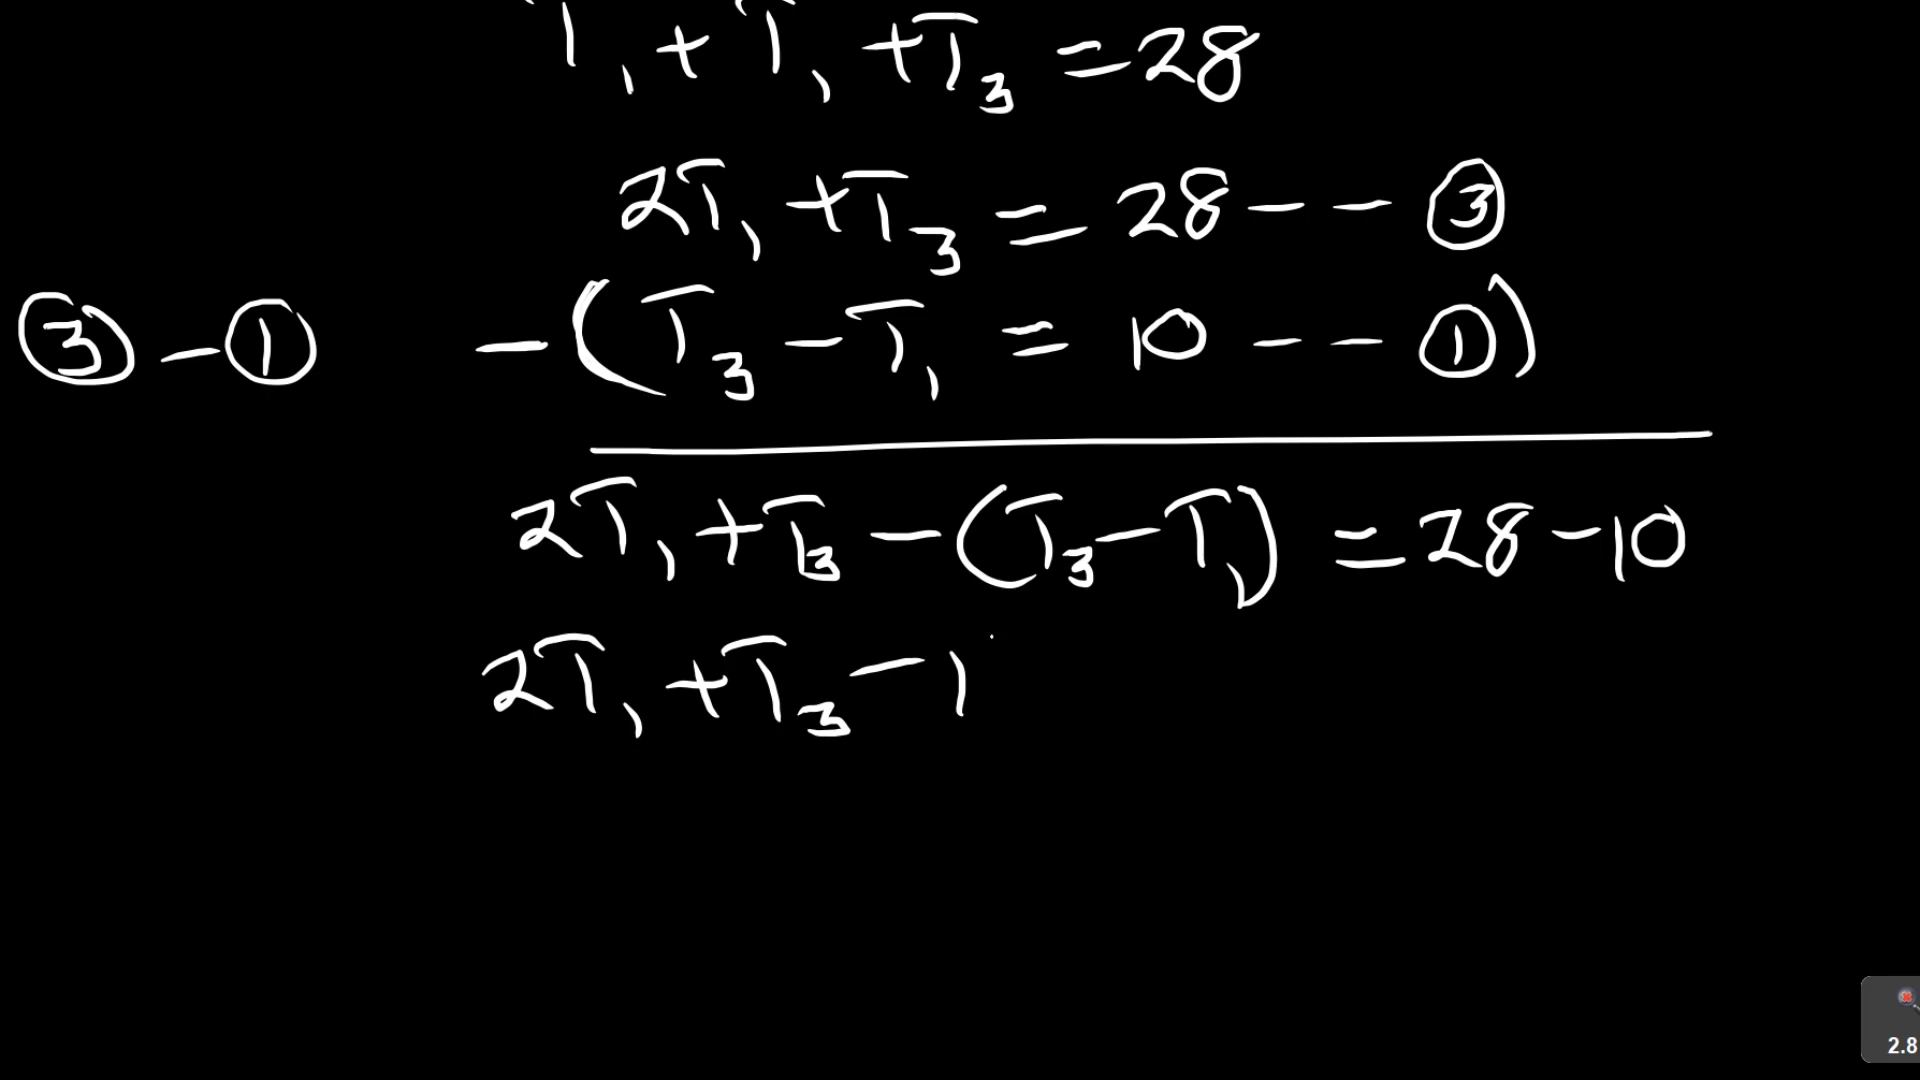 T₁ + T₁ + T₃ = 28
2T₁ + T₃ = 28 - - ③
③ - ① - (T₃ - T₁ = 10 - - ①)
2T₁ + T₃ - (T₃ - T₁) = 28 - 10
2T₁ + T₃ - 1
2.8